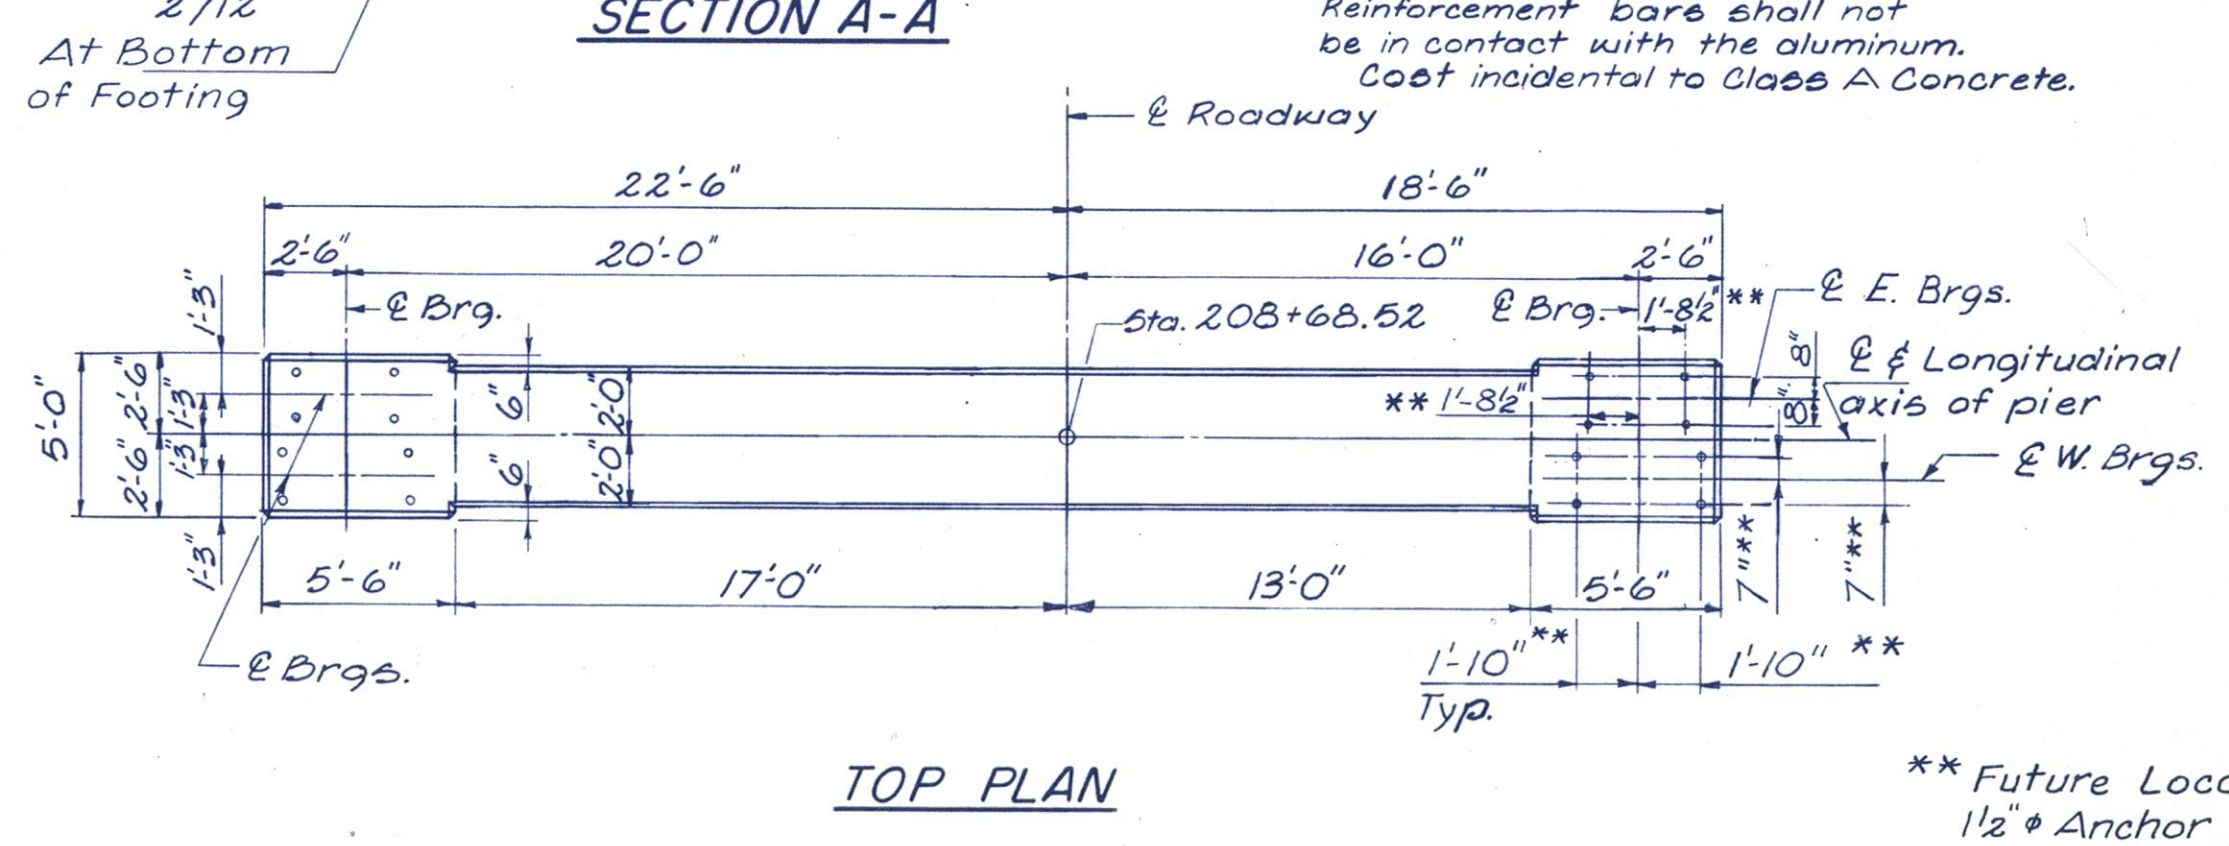 2/12
At Bottom
of Footing
SECTION A-A
Reinforcement bars shall not
be in contact with the aluminum.
Cost incidental to Class A Concrete.
℄ Roadway
22'-6" 18'-6"
2'-6" 20'-0" 16'-0" 2'-6"
1'-3" ℄ Brg. Sta. 208+68.52 ℄ Brg. 1'-8½" ** ℄ E. Brgs.
5'-0" 2'-6" 1'-3" 6" 2'-0" ** 1'-8½" 8" ℄ & Longitudinal
8" axis of pier
2'-6" 1'-3" 6" 2'-0" ℄ W. Brgs.
1'-3" 5'-6" 17'-0" 13'-0" 5'-6" 7"** 7"**
℄ Brgs. 1'-10" ** 1'-10" **
Typ.
TOP PLAN
** Future
1½"ϕ Anchor